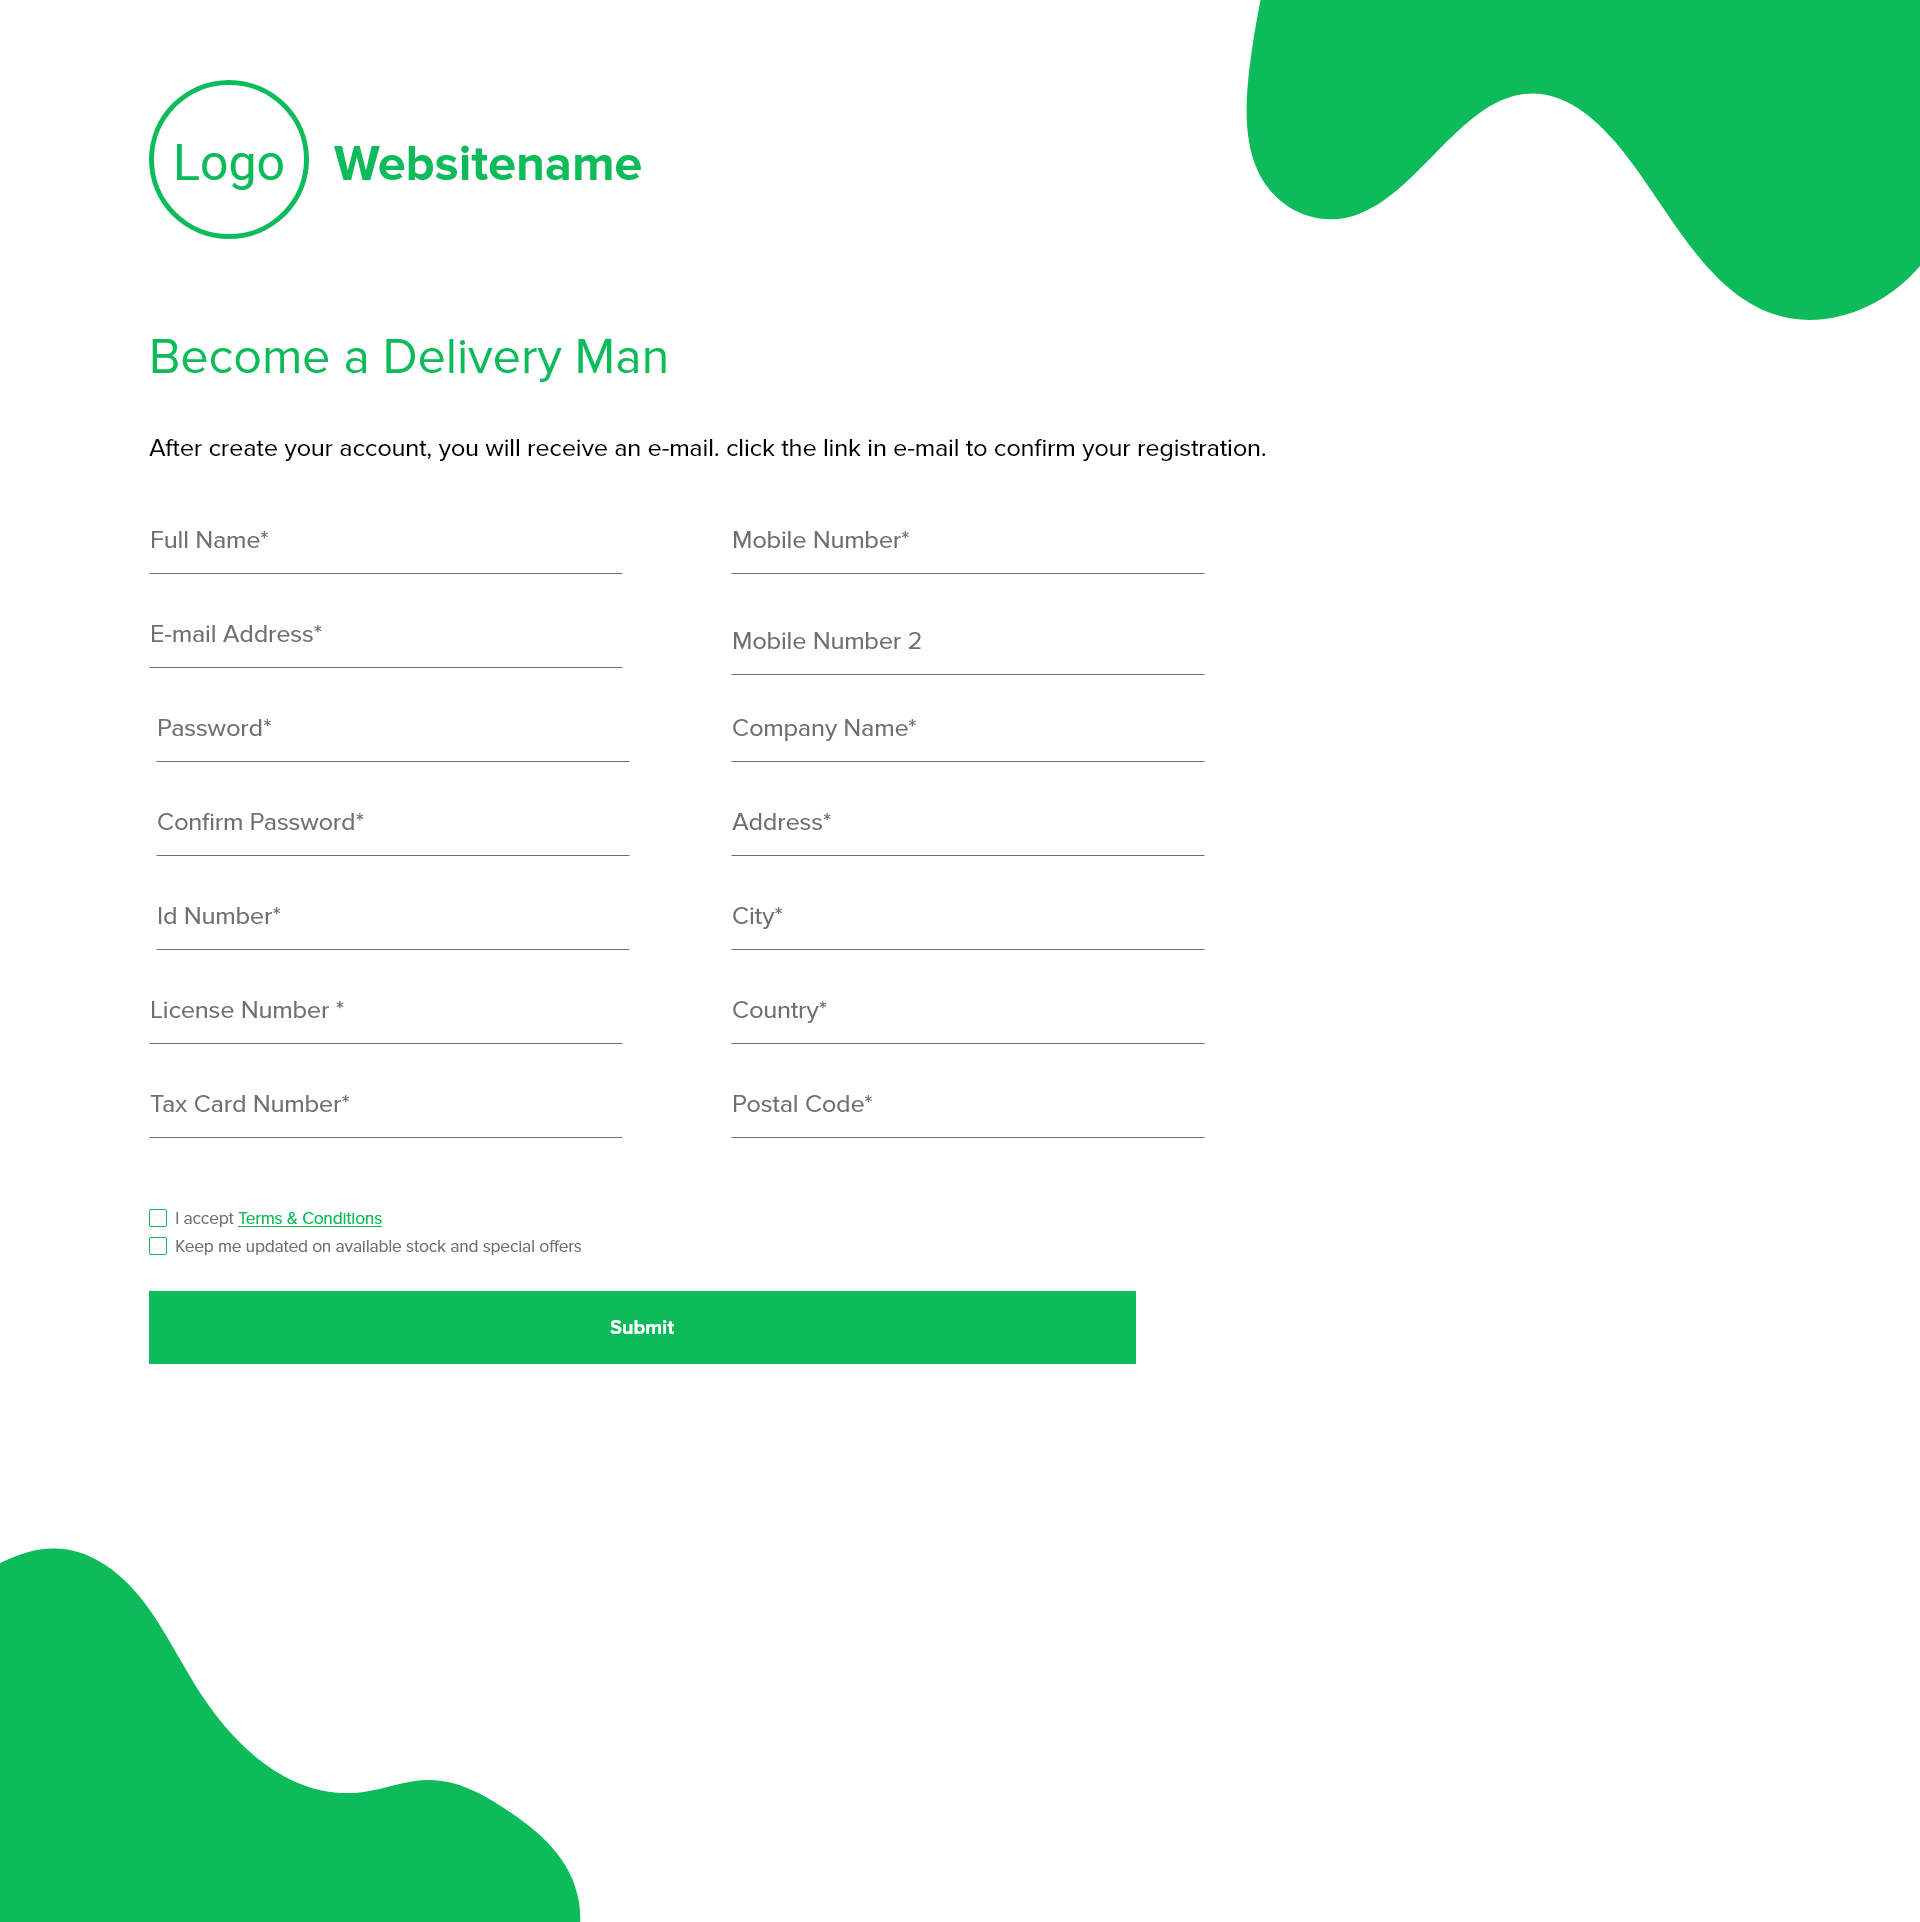 Logo
Websitename
Become a Delivery Man
After create your account, you will receive an e-mail. click the link in e-mail to confirm your registration.
Full Name*
Mobile Number*
E-mail Address*
Mobile Number 2
Password*
Company Name*
Confirm Password*
Address*
Id Number*
City*
License Number *
Country*
Tax Card Number*
Postal Code*
I accept Terms & Conditions
Keep me updated on available stock and special offers
Submit